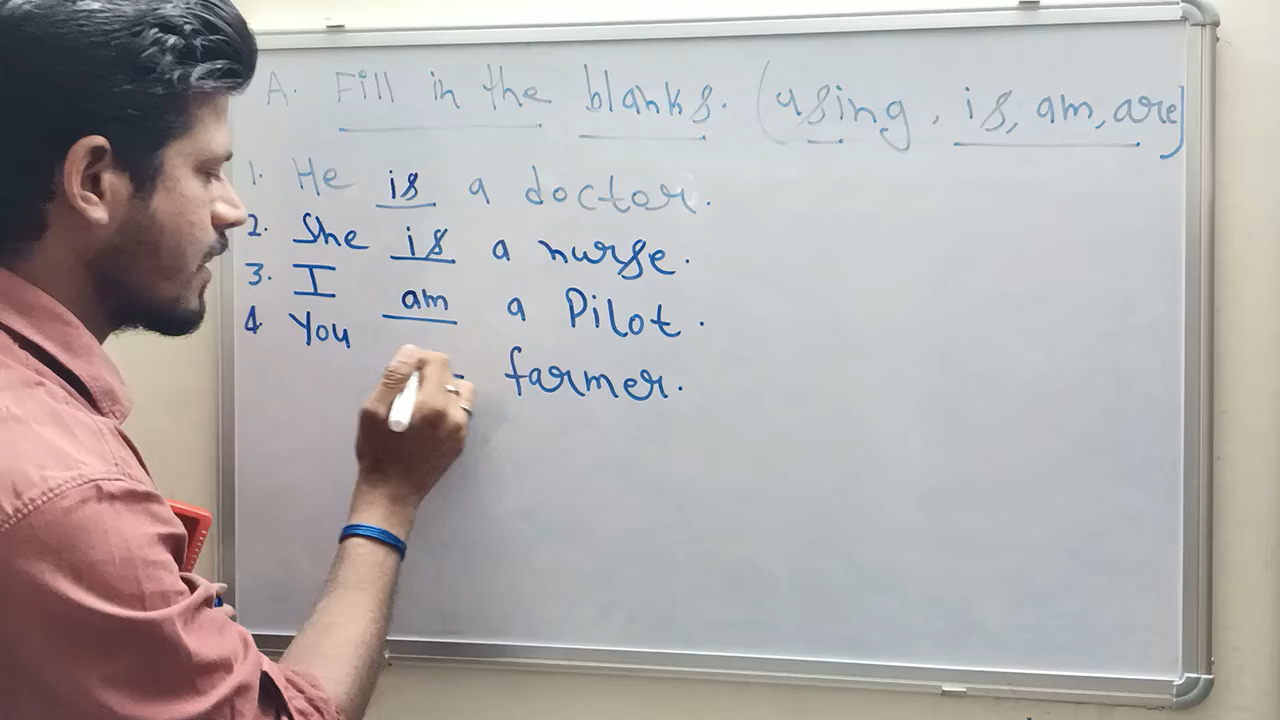 A. Fill in the blanks. (using, is, am, are]
1. He is a doctor.
2. She is a nurse.
3. I am a Pilot.
4. You farmer.